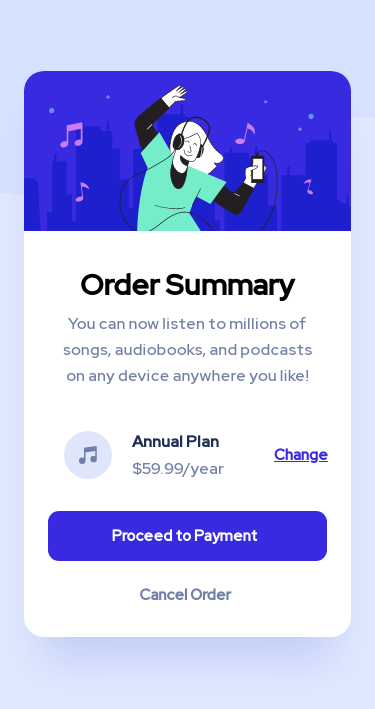 Order Summary
You can now listen to millions of
songs, audiobooks, and podcasts
on any device anywhere you like!
Annual Plan
$59.99/year
Change
Proceed to Payment
Cancel Order